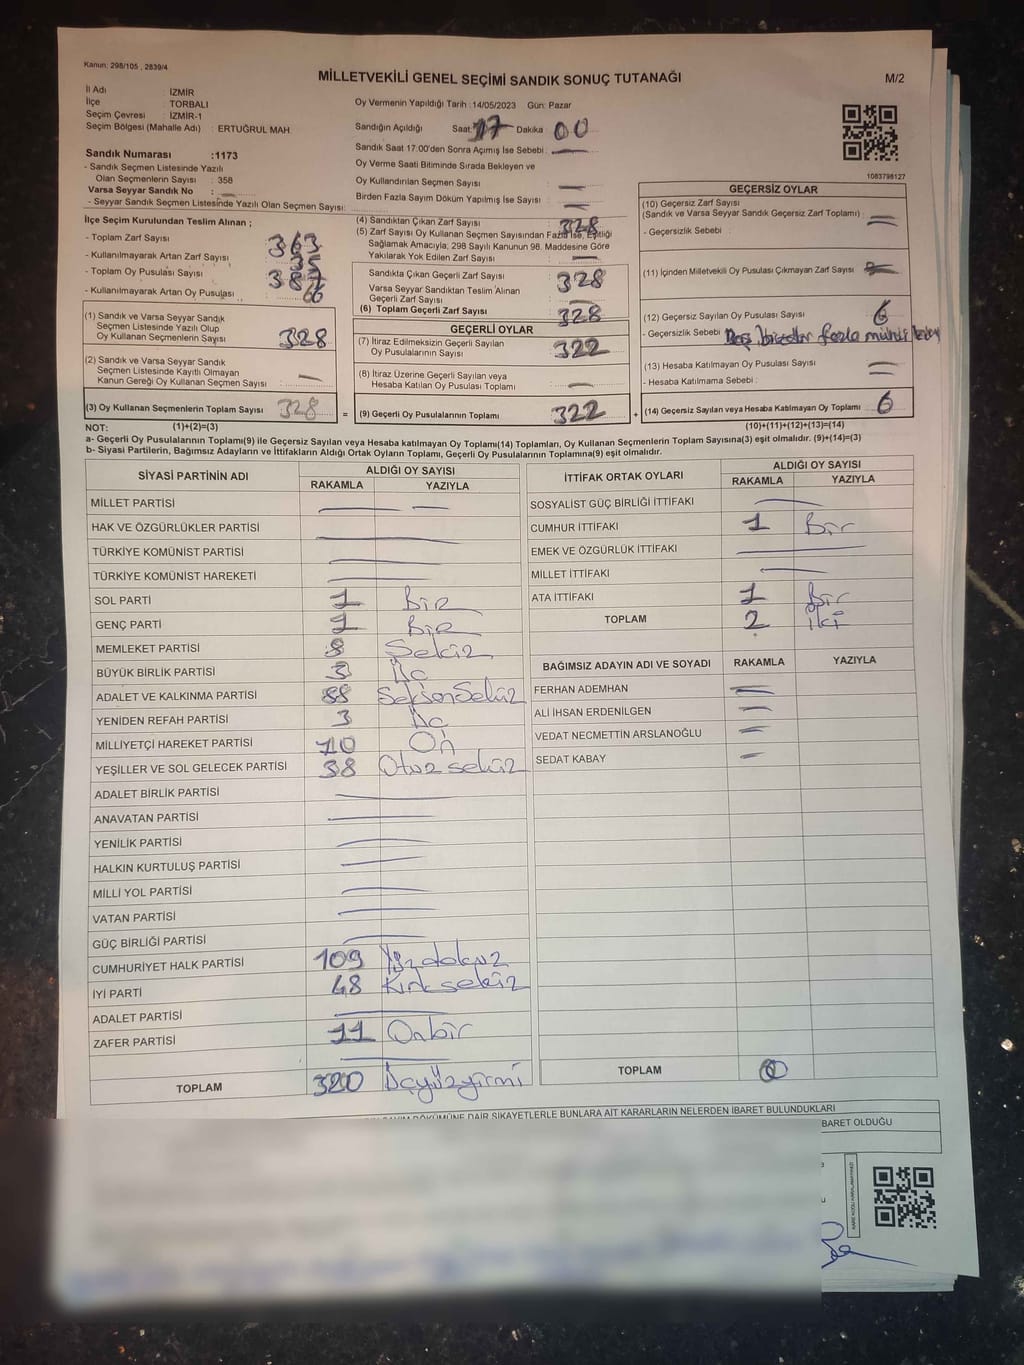 Kanun: 298/105 , 2839/4
MİLLETVEKİLİ GENEL SEÇİMİ SANDIK SONUÇ TUTANAĞI
M/2
İl Adı İZMİR
İlçe TORBALI
Seçim Çevresi : İZMİR-1
Seçim Bölgesi (Mahalle Adı) : ERTUĞRUL MAH.
Sandık Numarası :1173
- Sandık Seçmen Listesinde Yazılı
Olan Seçmenlerin Sayısı : 358
Varsa Seyyar Sandık No :
- Seyyar Sandık Seçmen Listesinde Yazılı Olan Seçmen Sayısı:
Oy Vermenin Yapıldığı Tarih :14/05/2023 Gün: Pazar
Sandığın Açıldığı Saat 17 Dakika 00
Sandık Saat 17:00'den Sonra Açımış İse Sebebi :
Oy Verme Saati Bitiminde Sırada Bekleyen ve
Oy Kullandırılan Seçmen Sayısı
Birden Fazla Sayım Döküm Yapılmış İse Sayısı
1083798127
İlçe Seçim Kurulundan Teslim Alınan ;
- Toplam Zarf Sayısı 363
- Kullanılmayarak Artan Zarf Sayısı 35
- Toplam Oy Pusulası Sayısı 387
- Kullanılmayarak Artan Oy Pusulası 66
(4) Sandıktan Çıkan Zarf Sayısı 328
(5) Zarf Sayısı Oy Kullanan Seçmen Sayısından Fazla İse, Eşitliği
Sağlamak Amacıyla; 298 Sayılı Kanunun 98. Maddesine Göre
Yakılarak Yok Edilen Zarf Sayısı
Sandıkta Çıkan Geçerli Zarf Sayısı 328
Varsa Seyyar Sandıktan Teslim Alınan
Geçerli Zarf Sayısı
(6) Toplam Geçerli Zarf Sayısı 328
GEÇERSİZ OYLAR
(10) Geçersiz Zarf Sayısı
(Sandık ve Varsa Seyyar Sandık Geçersiz Zarf Toplamı) :
- Geçersizlik Sebebi :
(11) İçinden Milletvekili Oy Pusulası Çıkmayan Zarf Sayısı
(12) Geçersiz Sayılan Oy Pusulası Sayısı 6
- Geçersizlik Sebebi fazla mühür
(13) Hesaba Katılmayan Oy Pusulası Sayısı
- Hesaba Katılmama Sebebi :
(14) Geçersiz Sayılan veya Hesaba Katılmayan Oy Toplamı 6
(10)+(11)+(12)+(13)=(14)
(1) Sandık ve Varsa Seyyar Sandık
Seçmen Listesinde Yazılı Olup
Oy Kullanan Seçmenlerin Sayısı 328
(2) Sandık ve Varsa Seyyar Sandık
Seçmen Listesinde Kayıtlı Olmayan
Kanun Gereği Oy Kullanan Seçmen Sayısı :
(3) Oy Kullanan Seçmenlerin Toplam Sayısı 328 =
GEÇERLİ OYLAR
(7) İtiraz Edilmeksizin Geçerli Sayılan
Oy Pusulalarının Sayısı 322
(8) İtiraz Üzerine Geçerli Sayılan veya
Hesaba Katılan Oy Pusulası Toplamı :
(9) Geçerli Oy Pusulalarının Toplamı 322 +
NOT: (1)+(2)=(3)
a- Geçerli Oy Pusulalarının Toplamı(9) ile Geçersiz Sayılan veya Hesaba katılmayan Oy Toplamı(14) Toplamları, Oy Kullanan Seçmenlerin Toplam Sayısına(3) eşit olmalıdır. (9)+(14)=(3)
b- Siyasi Partilerin, Bağımsız Adayların ve İttifakların Aldığı Ortak Oyların Toplamı, Geçerli Oy Pusulalarının Toplamına(9) eşit olmalıdır.
SİYASİ PARTİNİN ADI ALDIĞI OY SAYISI
RAKAMLA YAZIYLA
MİLLET PARTİSİ
HAK VE ÖZGÜRLÜKLER PARTİSİ
TÜRKİYE KOMÜNİST PARTİSİ
TÜRKİYE KOMÜNİST HAREKETİ
SOL PARTİ 1 Bir
GENÇ PARTİ 1 Bir
MEMLEKET PARTİSİ 8 Sekiz
BÜYÜK BİRLİK PARTİSİ 3 Üç
ADALET VE KALKINMA PARTİSİ 88 Seksen Sekiz
YENİDEN REFAH PARTİSİ 3 Üç
MİLLİYETÇİ HAREKET PARTİSİ 10 On
YEŞİLLER VE SOL GELECEK PARTİSİ 38 Otuz sekiz
ADALET BİRLİK PARTİSİ
ANAVATAN PARTİSİ
YENİLİK PARTİSİ
HALKIN KURTULUŞ PARTİSİ
MİLLİ YOL PARTİSİ
VATAN PARTİSİ
GÜÇ BİRLİĞİ PARTİSİ
CUMHURİYET HALK PARTİSİ 109 Yüzdokuz
İYİ PARTİ 48 Kırksekiz
ADALET PARTİSİ
ZAFER PARTİSİ 11 Onbir
TOPLAM 320 Üçyüzyirmi
İTTİFAK ORTAK OYLARI ALDIĞI OY SAYISI
RAKAMLA YAZIYLA
SOSYALİST GÜÇ BİRLİĞİ İTTİFAKI
CUMHUR İTTİFAKI 1 Bir
EMEK VE ÖZGÜRLÜK İTTİFAKI
MİLLET İTTİFAKI
ATA İTTİFAKI 1 Bir
TOPLAM 2 İki
BAĞIMSIZ ADAYIN ADI VE SOYADI RAKAMLA YAZIYLA
FERHAN ADEMHAN
ALİ İHSAN ERDENİLGEN
VEDAT NECMETTİN ARSLANOĞLU
SEDAT KABAY
TOPLAM 0
DÖKÜMÜNE DAİR ŞİKAYETLERLE BUNLARA AİT KARARLARIN NELERDEN İBARET BULUNDUKLARI
BARET OLDUĞU